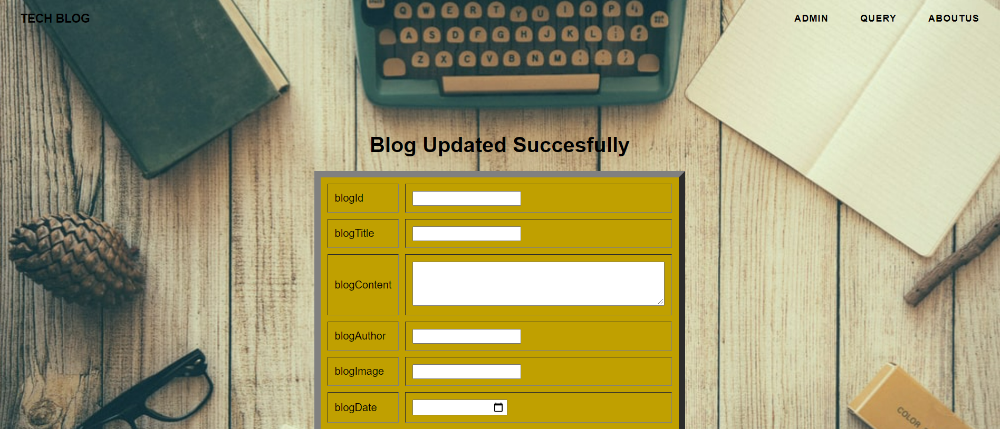 TECH BLOG
ADMIN QUERY ABOUTUS
Q W E R T Y U I O P
A S D F G H J K L
Z X C V B N M
Blog Updated Succesfully
blogId
blogTitle
blogContent
blogAuthor
blogImage
blogDate
COLOR